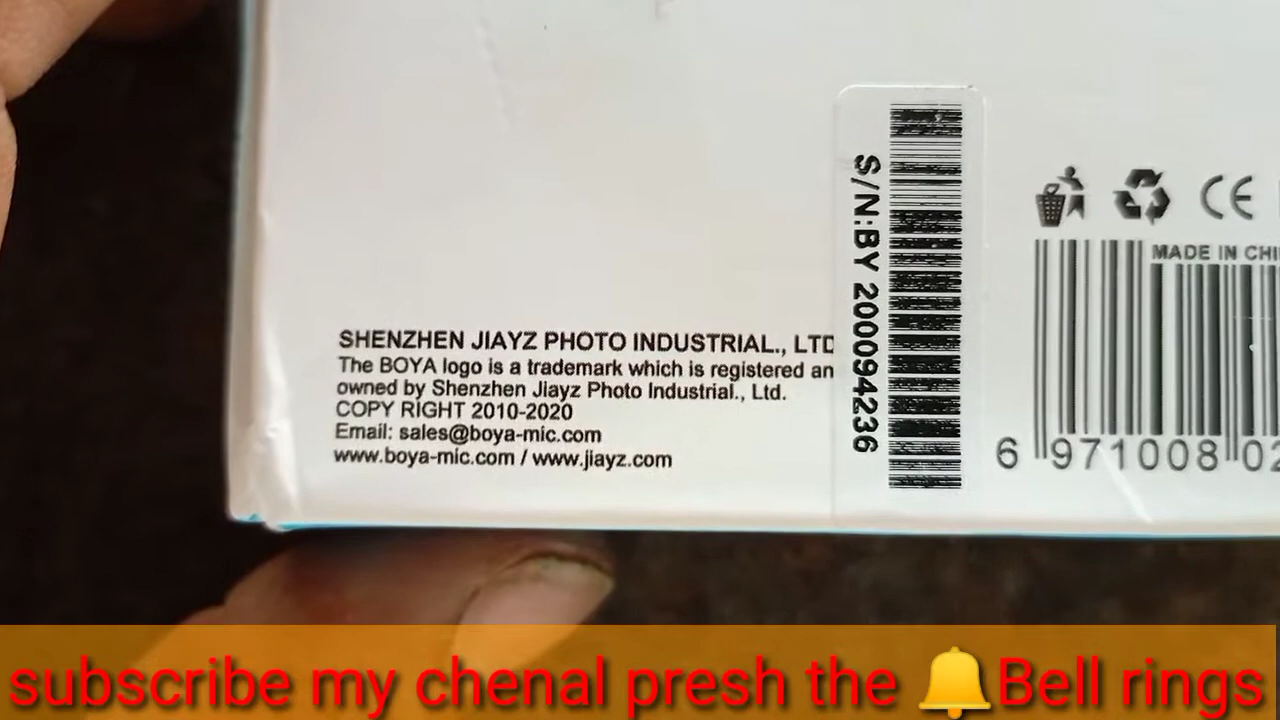 SHENZHEN JIAYZ PHOTO INDUSTRIAL., LTD
The BOYA logo is a trademark which is registered an
owned by Shenzhen Jiayz Photo Industrial., Ltd.
COPY RIGHT 2010-2020
Email: sales@boya-mic.com
www.boya-mic.com / www.jiayz.com
S/N:BY 2000094236
CE
MADE IN CHI
6 971008 02
subscribe my chenal presh the 🔔Bell rings